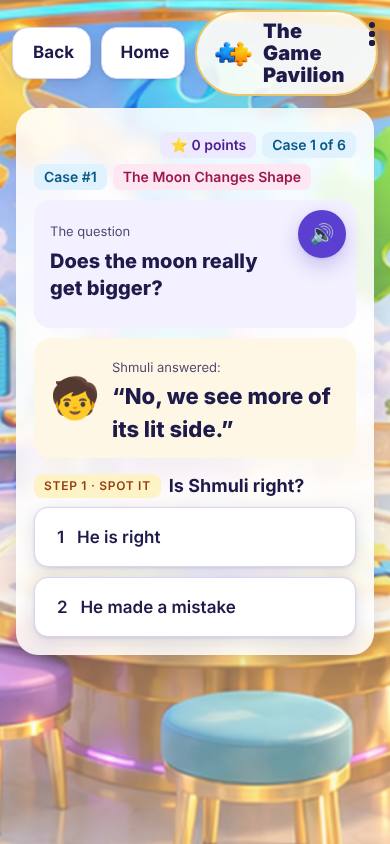 Back
Home
The
Game
Pavilion
⭐ 0 points
Case 1 of 6
Case #1
The Moon Changes Shape
The question
Does the moon really
get bigger?
Shmuli answered:
“No, we see more of
its lit side.”
STEP 1 · SPOT IT
Is Shmuli right?
1 He is right
2 He made a mistake